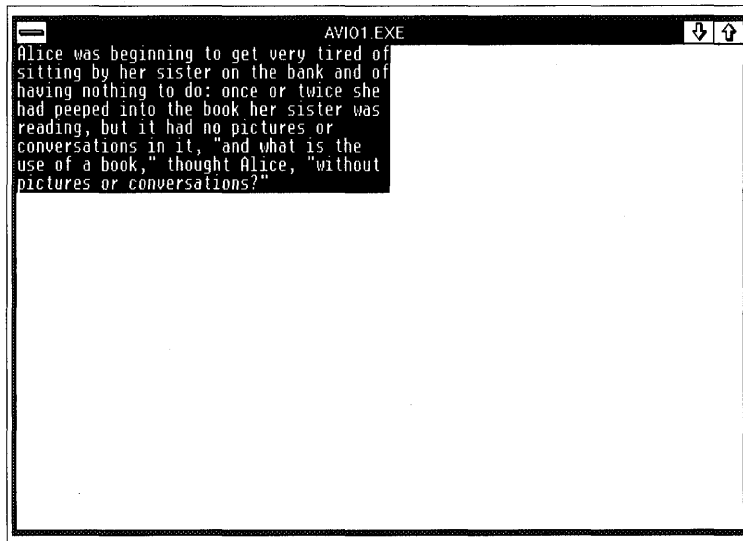 AVIO1.EXE
Alice was beginning to get very tired of
sitting by her sister on the bank and of
having nothing to do: once or twice she
had peeped into the book her sister was
reading, but it had no pictures or
conversations in it, "and what is the
use of a book," thought Alice, "without
pictures or conversations?"